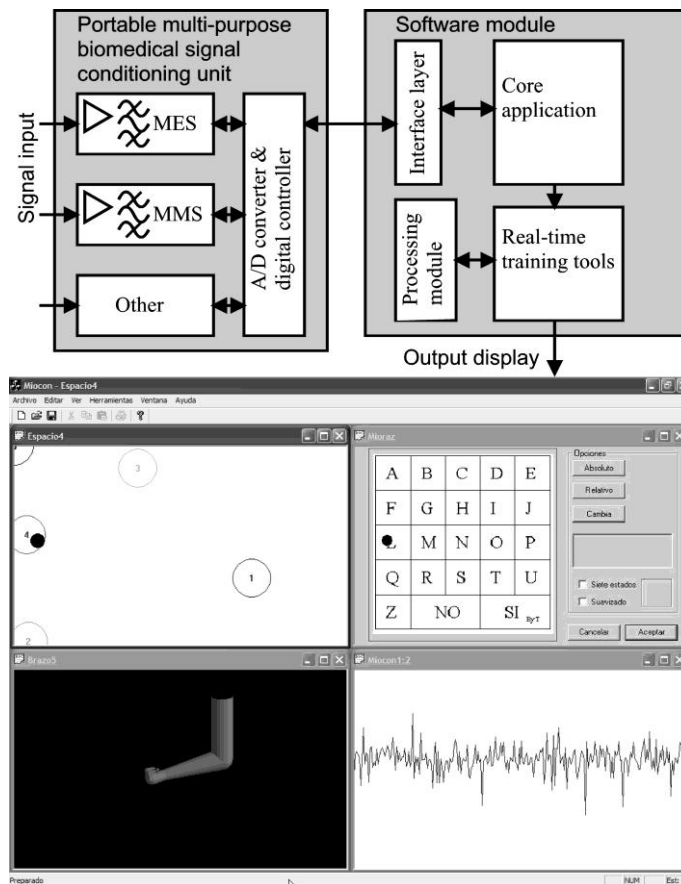 Portable multi-purpose
biomedical signal
conditioning unit
Software module
Signal input
MES
MMS
Other
A/D converter &
digital controller
Interface layer
Core
application
Processing
module
Real-time
training tools
Output display
Miocon - Espacio4
Archivo Editar Ver Herramientas Ventana Ayuda
Espacio4
3
4
1
2
Mioraz
A B C D E
F G H I J
L M N O P
Q R S T U
Z NO SI ByT
Opciones
Absoluto
Relativo
Cambia
Siete estados
Suavizado
Cancelar Aceptar
Brazo5
Miocon1:2
Preparado
NUM Est: